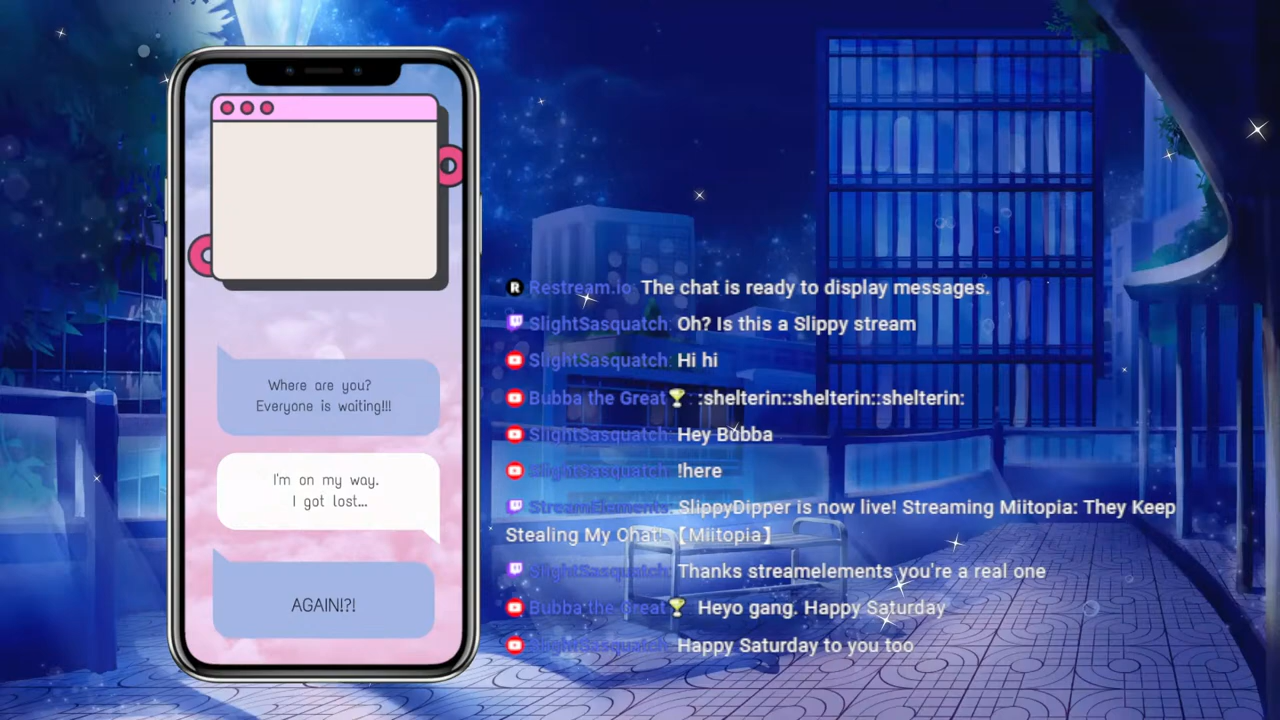 Where are you?
Everyone is waiting!!!
I'm on my way.
I got lost...
AGAIN!?!
R Restream.io The chat is ready to display messages.
SlightSasquatch: Oh? Is this a Slippy stream
SlightSasquatch: Hi hi
Bubba the Great🏆: :shelterin::shelterin::shelterin:
SlightSasquatch: Hey Bubba
SlightSasquatch: !here
StreamElements: SlippyDipper is now live! Streaming Miitopia: They Keep
Stealing My Chat! 【Miitopia】
SlightSasquatch: Thanks streamelements you're a real one
Bubba the Great🏆: Heyo gang. Happy Saturday
SlightSasquatch: Happy Saturday to you too